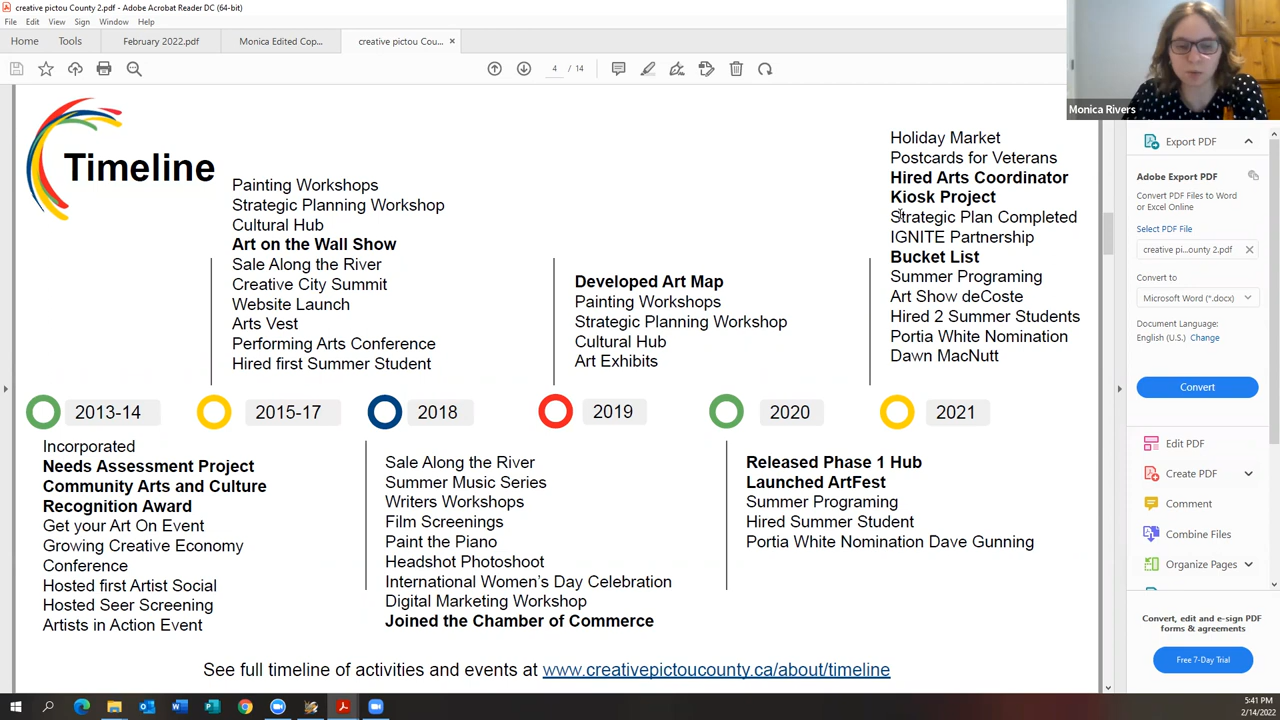 creative pictou County 2.pdf - Adobe Acrobat Reader DC (64-bit)
File Edit View Sign Window Help
Home Tools February 2022.pdf Monica Edited Cop... creative pictou Cou... ×
4 / 14
Monica Rivers
Timeline
Painting Workshops
Strategic Planning Workshop
Cultural Hub
Art on the Wall Show
Sale Along the River
Creative City Summit
Website Launch
Arts Vest
Performing Arts Conference
Hired first Summer Student
Developed Art Map
Painting Workshops
Strategic Planning Workshop
Cultural Hub
Art Exhibits
Holiday Market
Postcards for Veterans
Hired Arts Coordinator
Kiosk Project
Strategic Plan Completed
IGNITE Partnership
Bucket List
Summer Programing
Art Show deCoste
Hired 2 Summer Students
Portia White Nomination
Dawn MacNutt
2013-14 2015-17 2018 2019 2020 2021
Incorporated
Needs Assessment Project
Community Arts and Culture
Recognition Award
Get your Art On Event
Growing Creative Economy
Conference
Hosted first Artist Social
Hosted Seer Screening
Artists in Action Event
Sale Along the River
Summer Music Series
Writers Workshops
Film Screenings
Paint the Piano
Headshot Photoshoot
International Women's Day Celebration
Digital Marketing Workshop
Joined the Chamber of Commerce
Released Phase 1 Hub
Launched ArtFest
Summer Programing
Hired Summer Student
Portia White Nomination Dave Gunning
See full timeline of activities and events at www.creativepictoucounty.ca/about/timeline
Export PDF
Adobe Export PDF
Convert PDF Files to Word
or Excel Online
Select PDF File
creative pi...ounty 2.pdf ×
Convert to
Microsoft Word (*.docx)
Document Language:
English (U.S.) Change
Convert
Edit PDF
Create PDF
Comment
Combine Files
Organize Pages
Convert, edit and e-sign PDF
forms & agreements
Free 7-Day Trial
5:41 PM
2/14/2022